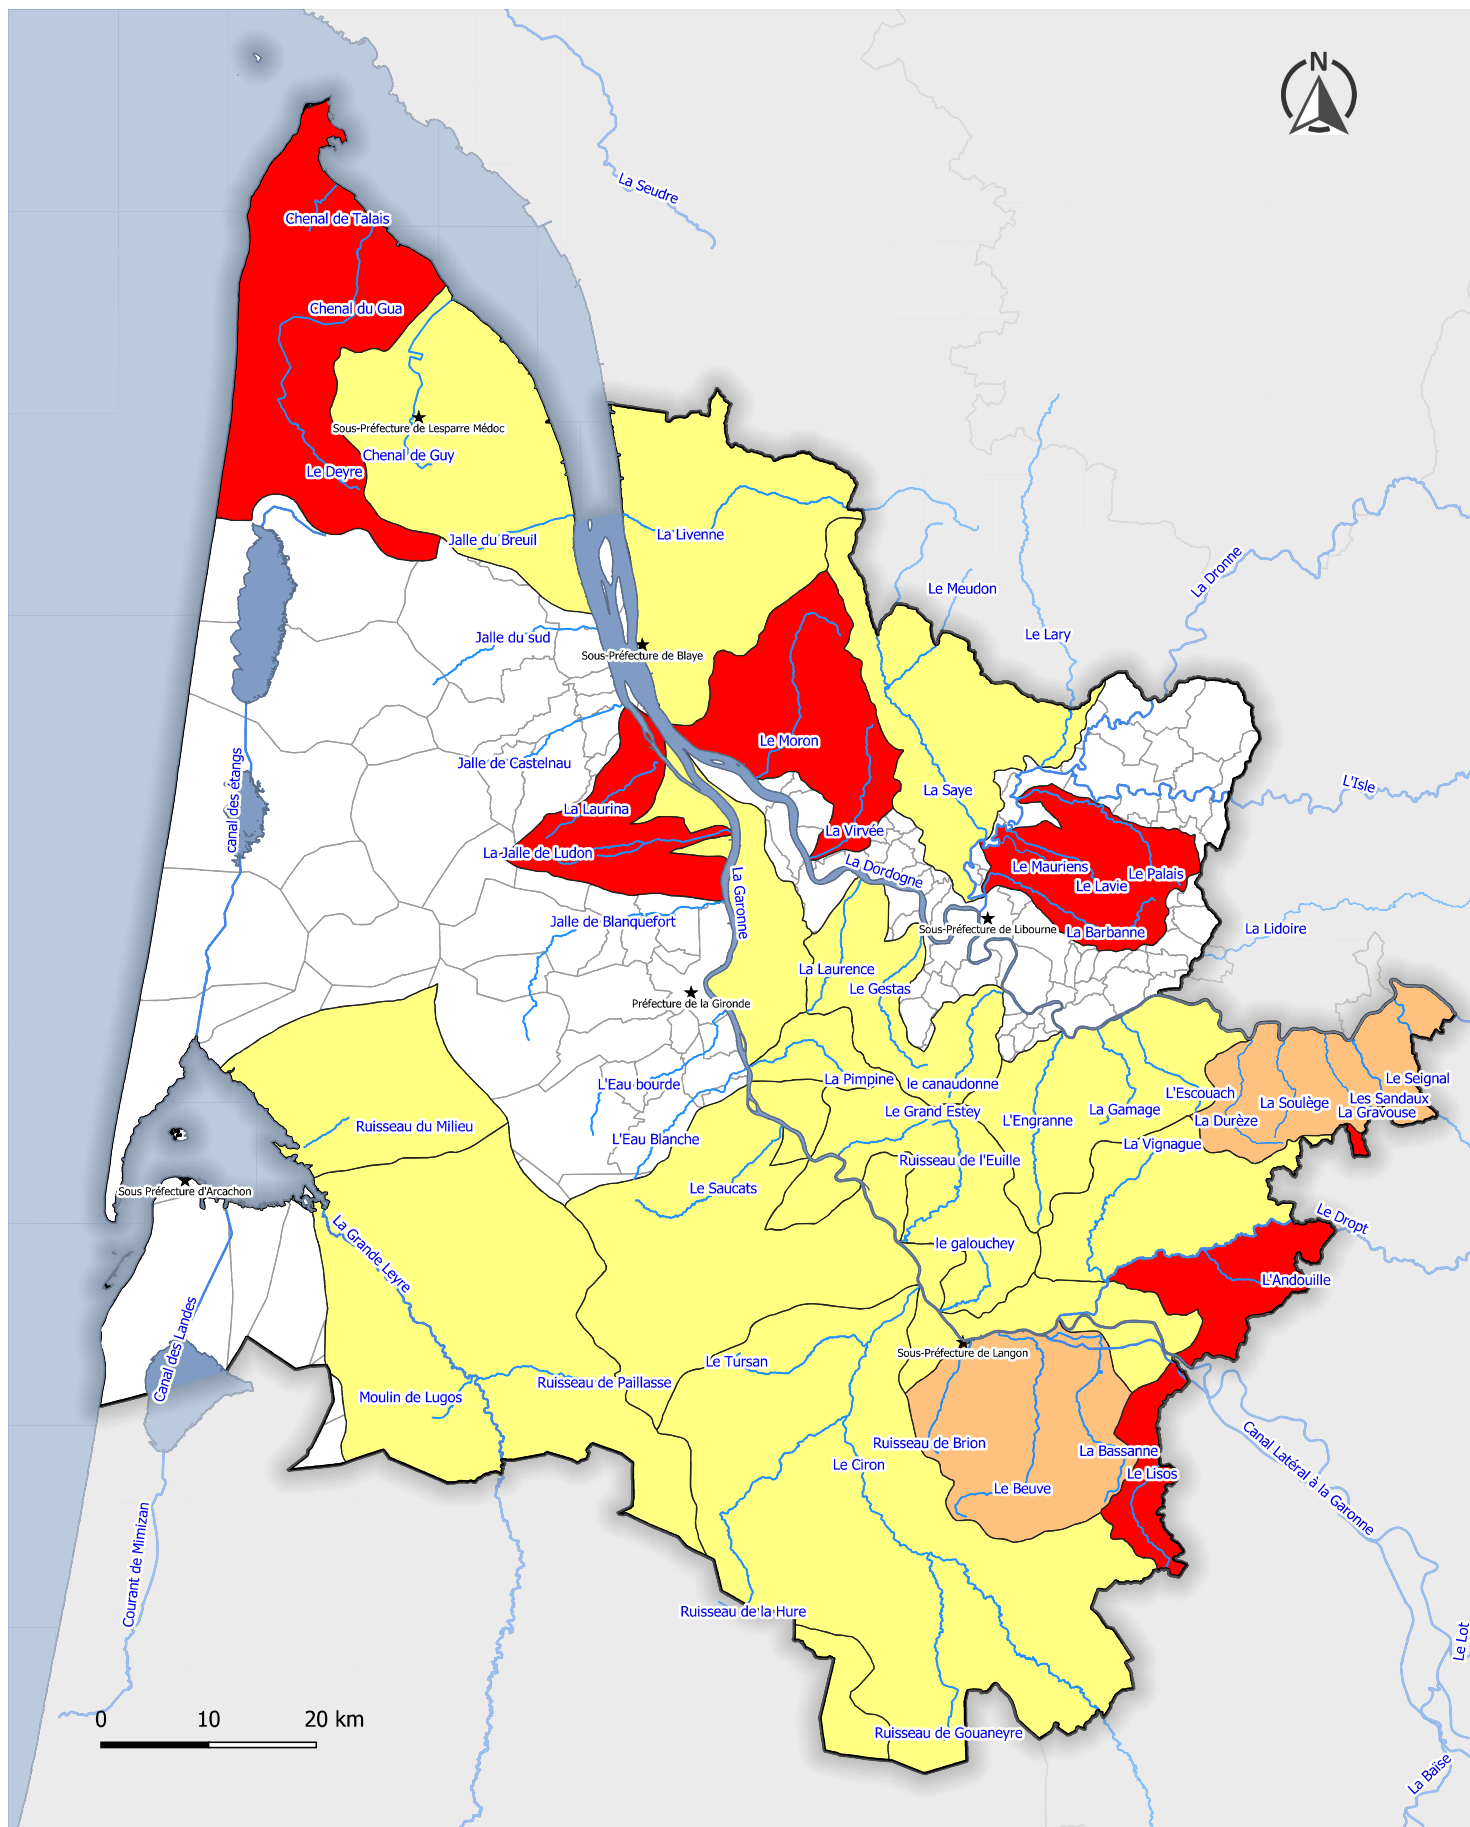 N
La Seudre
Chenal de Talais
Chenal du Gua
Sous-Préfecture de Lesparre Médoc
Chenal de Guy
Le Deyre
Jalle du Breuil
La Livenne
La Dronne
Le Meudon
Le Lary
Jalle du sud
Sous-Préfecture de Blaye
Le Moron
Jalle de Castelnau
L'Isle
La Saye
canal des étangs
La Laurina
La Virvée
La Jalle de Ludon
La Dordogne
Le Mauriens
Le Palais
Le Lavie
La Garonne
Jalle de Blanquefort
Sous-Préfecture de Libourne
La Barbanne
La Lidoire
La Laurence
Le Gestas
Préfecture de la Gironde
L'Eau bourde
La Pimpine
le canaudonne
Le Seignal
L'Escouach
Les Sandaux
La Soulège
La Gravouse
Le Grand Estey
La Gamage
L'Engranne
La Durèze
Ruisseau du Milieu
L'Eau Blanche
La Vignague
Ruisseau de l'Euille
Sous Préfecture d'Arcachon
Le Saucats
Le Dropt
La Grande Leyre
le galouchey
L'Andouille
Canal des Landes
Sous-Préfecture de Langon
Le Tursan
Ruisseau de Paillasse
Moulin de Lugos
Ruisseau de Brion
La Bassanne
Le Ciron
Le Lisos
Le Beuve
Canal Latéral à la Garonne
Courant de Mimizan
Ruisseau de la Hure
Le Lot
Ruisseau de Gouaneyre
La Baïse
0 10 20 km